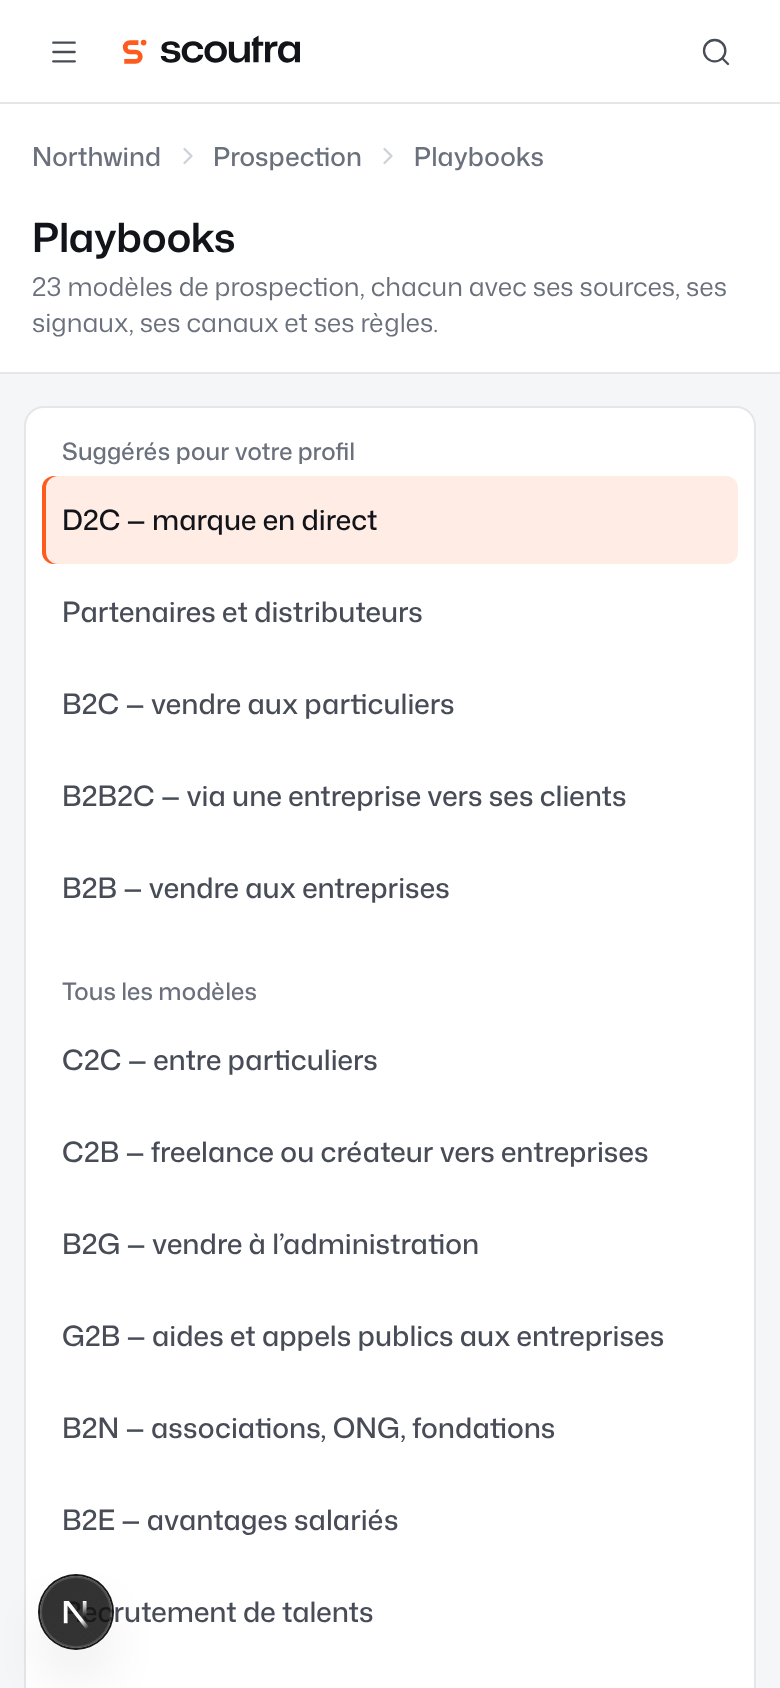 scoutra
Northwind > Prospection > Playbooks
Playbooks
23 modèles de prospection, chacun avec ses sources, ses
signaux, ses canaux et ses règles.
Suggérés pour votre profil
D2C – marque en direct
Partenaires et distributeurs
B2C – vendre aux particuliers
B2B2C – via une entreprise vers ses clients
B2B – vendre aux entreprises
Tous les modèles
C2C – entre particuliers
C2B – freelance ou créateur vers entreprises
B2G – vendre à l’administration
G2B – aides et appels publics aux entreprises
B2N – associations, ONG, fondations
B2E – avantages salariés
N
Recrutement de talents